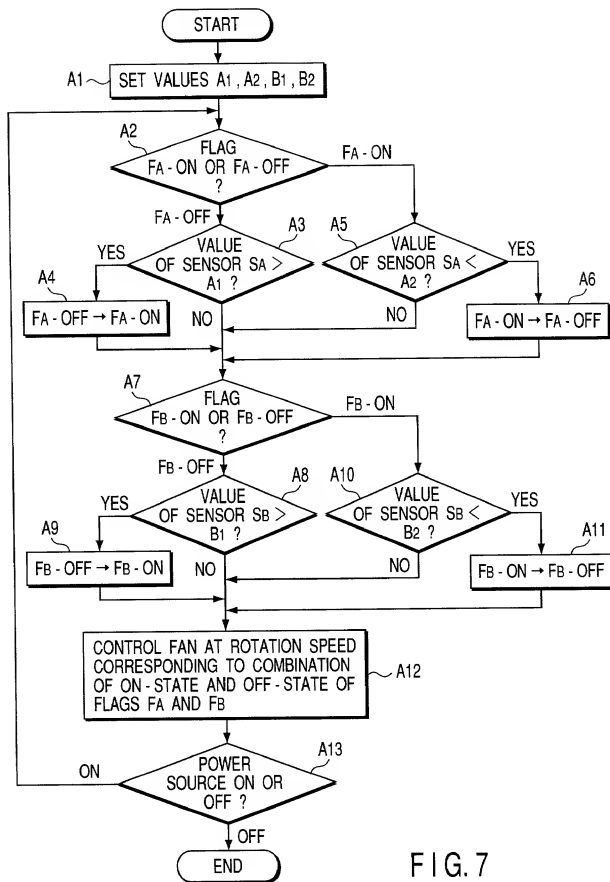 START
A1
SET VALUES A1, A2, B1, B2
A2
FLAG
FA-ON OR FA-OFF
?
FA-ON
FA-OFF
A3
A5
YES
VALUE
OF SENSOR SA >
A1 ?
VALUE
OF SENSOR SA <
A2 ?
YES
A4
A6
FA-OFF → FA-ON
NO
NO
FA-ON → FA-OFF
A7
FLAG
FB-ON OR FB-OFF
?
FB-ON
FB-OFF
A8
A10
YES
VALUE
OF SENSOR SB >
B1 ?
VALUE
OF SENSOR SB <
B2 ?
YES
A9
A11
FB-OFF → FB-ON
NO
NO
FB-ON → FB-OFF
CONTROL FAN AT ROTATION SPEED
CORRESPONDING TO COMBINATION
OF ON-STATE AND OFF-STATE OF
FLAGS FA AND FB
A12
A13
ON
POWER
SOURCE ON OR
OFF ?
OFF
END
FIG. 7